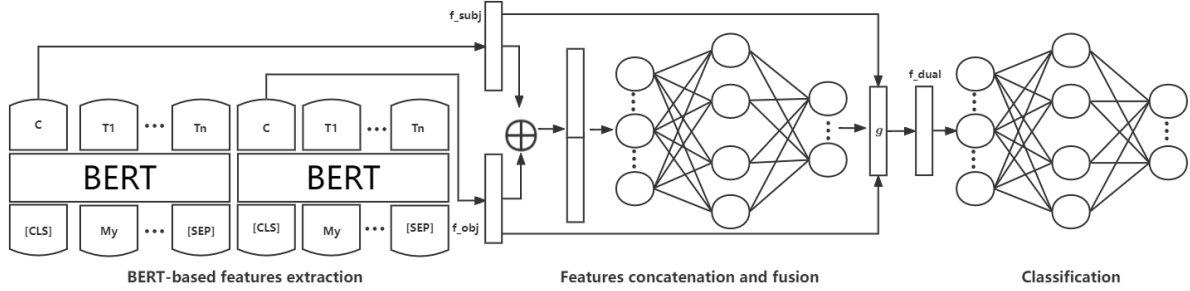 f_subj
f_dual
C T1 ••• Tn C T1 ••• Tn
g
BERT BERT
[CLS] My ••• [SEP] [CLS] My ••• [SEP]
f_obj
BERT-based features extraction Features concatenation and fusion Classification